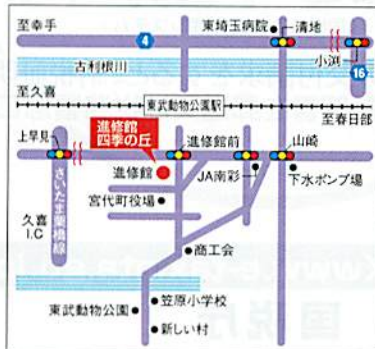 至幸手
4
東埼玉病院
清地
小渕
古利根川
16
至久喜
東武動物公園駅
至春日部
進修館
四季の丘
上早見
進修館前
山崎
進修館
JA南彩
下水ポンプ場
さいたま栗橋線
宮代町役場
久喜
I.C
商工会
東武動物公園
笠原小学校
新しい村